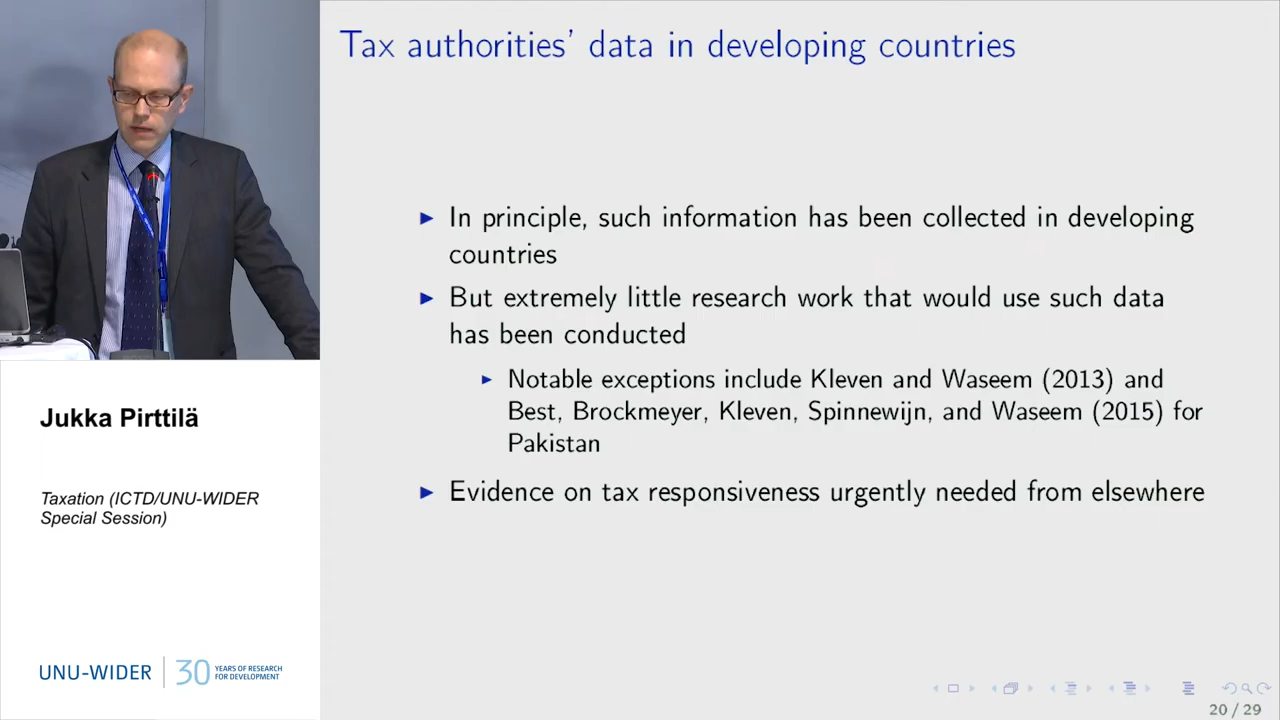 Tax authorities' data in developing countries
In principle, such information has been collected in developing
countries
But extremely little research work that would use such data
has been conducted
Notable exceptions include Kleven and Waseem (2013) and
Best, Brockmeyer, Kleven, Spinnewijn, and Waseem (2015) for
Pakistan
Evidence on tax responsiveness urgently needed from elsewhere
Jukka Pirttilä
Taxation (ICTD/UNU-WIDER
Special Session)
UNU-WIDER
30 YEARS OF RESEARCH
FOR DEVELOPMENT
20 / 29